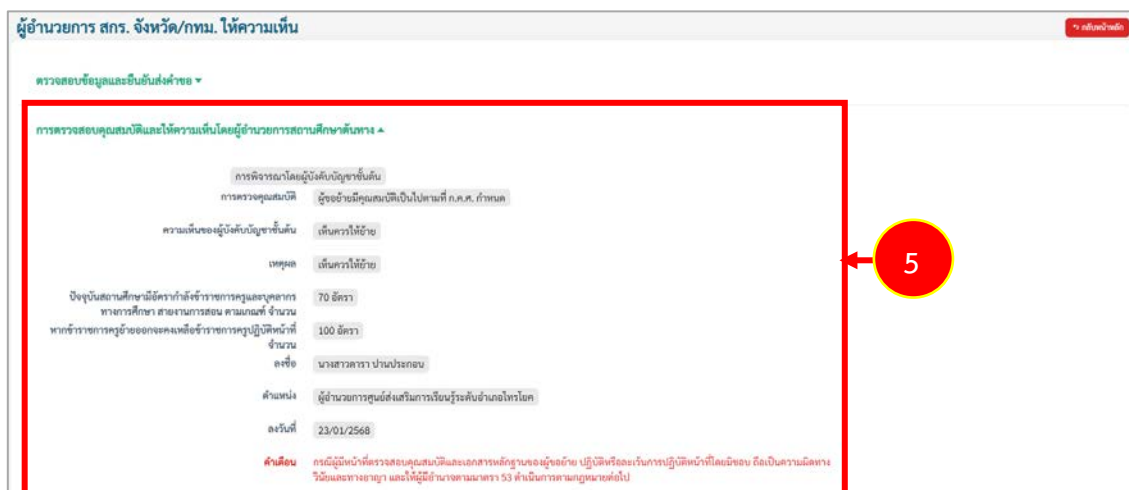 ผู้อำนวยการ สกร. จังหวัด/กทม. ให้ความเห็น
กลับหน้าหลัก
ตรวจสอบข้อมูลและยืนยันส่งคำขอ
การตรวจสอบคุณสมบัติและให้ความเห็นโดยผู้อำนวยการสถานศึกษาต้นทาง
การพิจารณาโดยผู้บังคับบัญชาชั้นต้น
การตรวจคุณสมบัติ ผู้ขอย้ายมีคุณสมบัติเป็นไปตามที่ ก.ค.ศ. กำหนด
ความเห็นของผู้บังคับบัญชาชั้นต้น เห็นควรให้ย้าย
เหตุผล เห็นควรให้ย้าย
5
ปัจจุบันสถานศึกษามีอัตรากำลังข้าราชการครูและบุคลากร 70 อัตรา
ทางการศึกษา สายงานการสอน ตามเกณฑ์ จำนวน
หากข้าราชการครูย้ายออกจะคงเหลือข้าราชการครูปฏิบัติหน้าที่ 100 อัตรา
จำนวน
ลงชื่อ นางสาวดารา ปานประกอบ
ตำแหน่ง ผู้อำนวยการศูนย์ส่งเสริมการเรียนรู้ระดับอำเภอไทรโยค
ลงวันที่ 23/01/2568
คำเตือน กรณีผู้มีหน้าที่ตรวจสอบคุณสมบัติและเอกสารหลักฐานของผู้ขอย้าย ปฏิบัติหรือละเว้นการปฏิบัติหน้าที่โดยมิชอบ ถือเป็นความผิดทาง
วินัยและทางอาญา และให้ผู้มีอำนาจตามมาตรา 53 ดำเนินการตามกฎหมายต่อไป